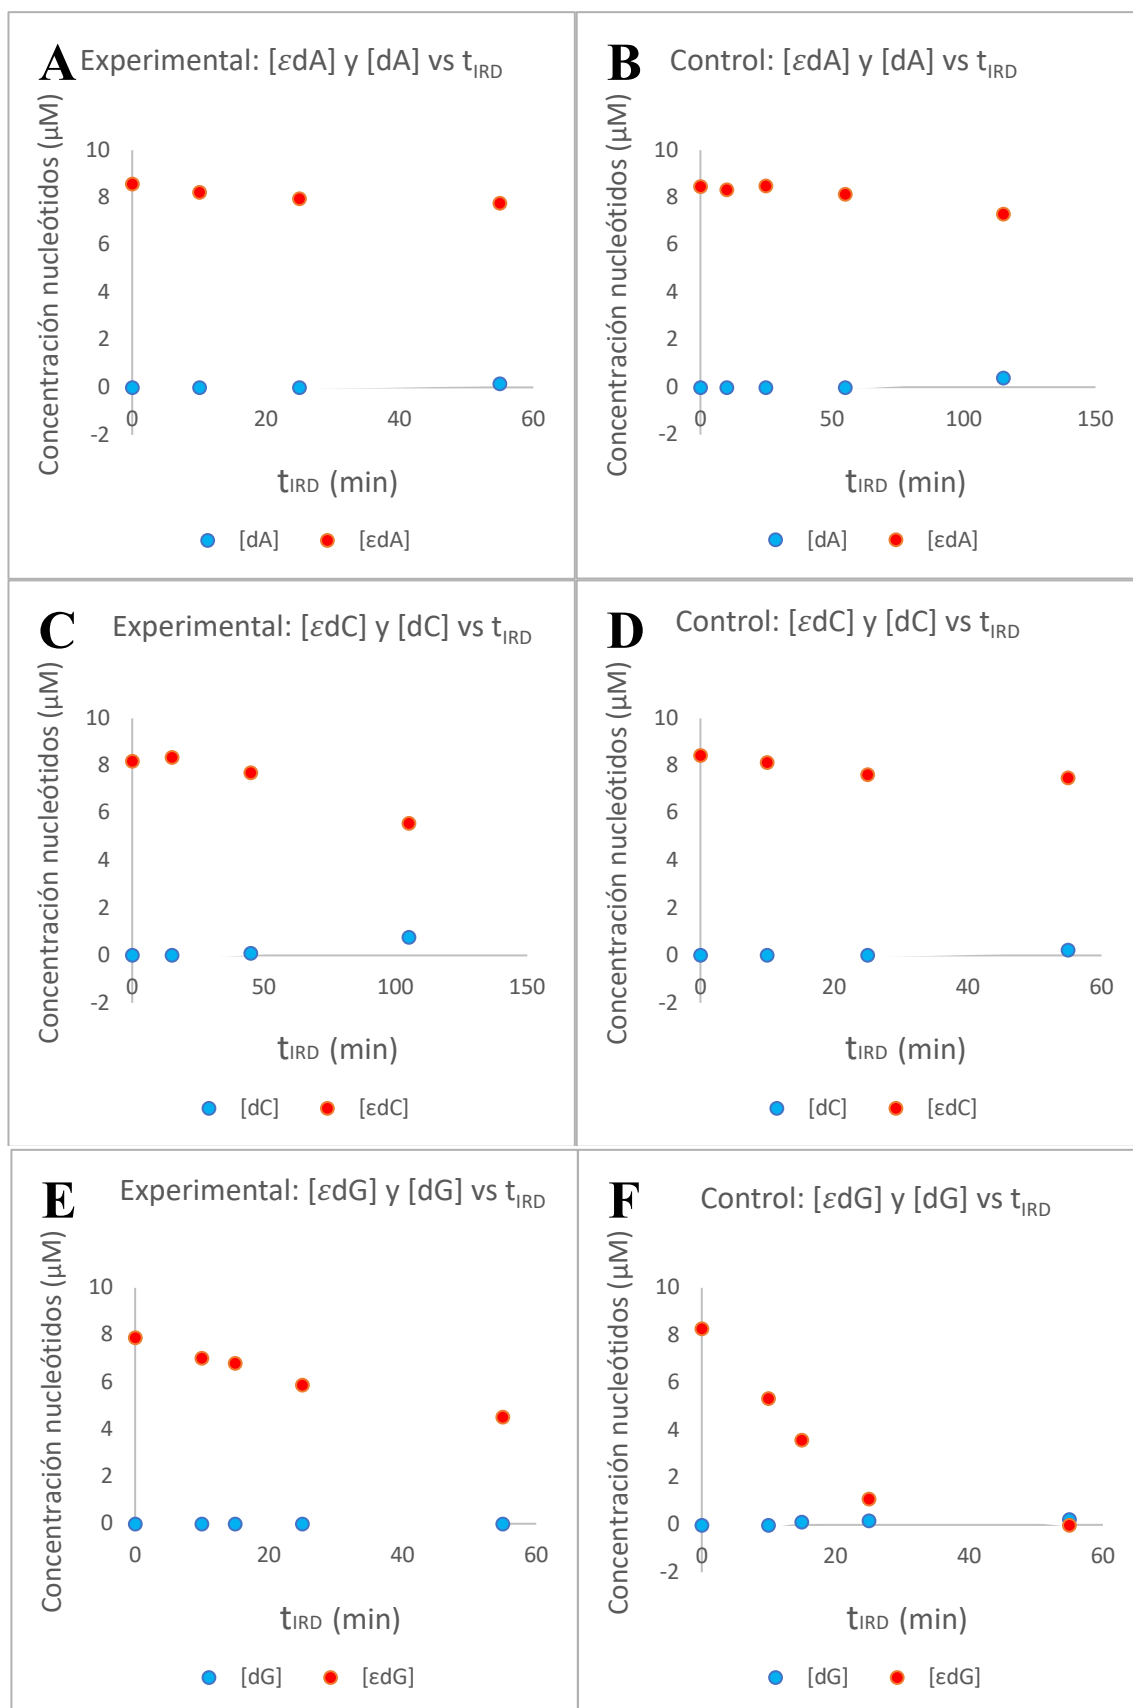 A Experimental: [εdA] y [dA] vs tIRD
Concentración nucleótidos (µM)
10
8
6
4
2
0
-2
0 20 40 60
tIRD (min)
[dA] [εdA]
B Control: [εdA] y [dA] vs tIRD
Concentración nucleótidos (µM)
10
8
6
4
2
0
-2
0 50 100 150
tIRD (min)
[dA] [εdA]
C Experimental: [εdC] y [dC] vs tIRD
Concentración nucleótidos (µM)
10
8
6
4
2
0
-2
0 50 100 150
tIRD (min)
[dC] [εdC]
D Control: [εdC] y [dC] vs tIRD
Concentración nucleótidos (µM)
10
8
6
4
2
0
-2
0 20 40 60
tIRD (min)
[dC] [εdC]
E Experimental: [εdG] y [dG] vs tIRD
Concentración nucleótidos (µM)
10
8
6
4
2
0
0 20 40 60
tIRD (min)
[dG] [εdG]
F Control: [εdG] y [dG] vs tIRD
Concentración nucleótidos (µM)
10
8
6
4
2
0
-2
0 20 40 60
tIRD (min)
[dG] [εdG]